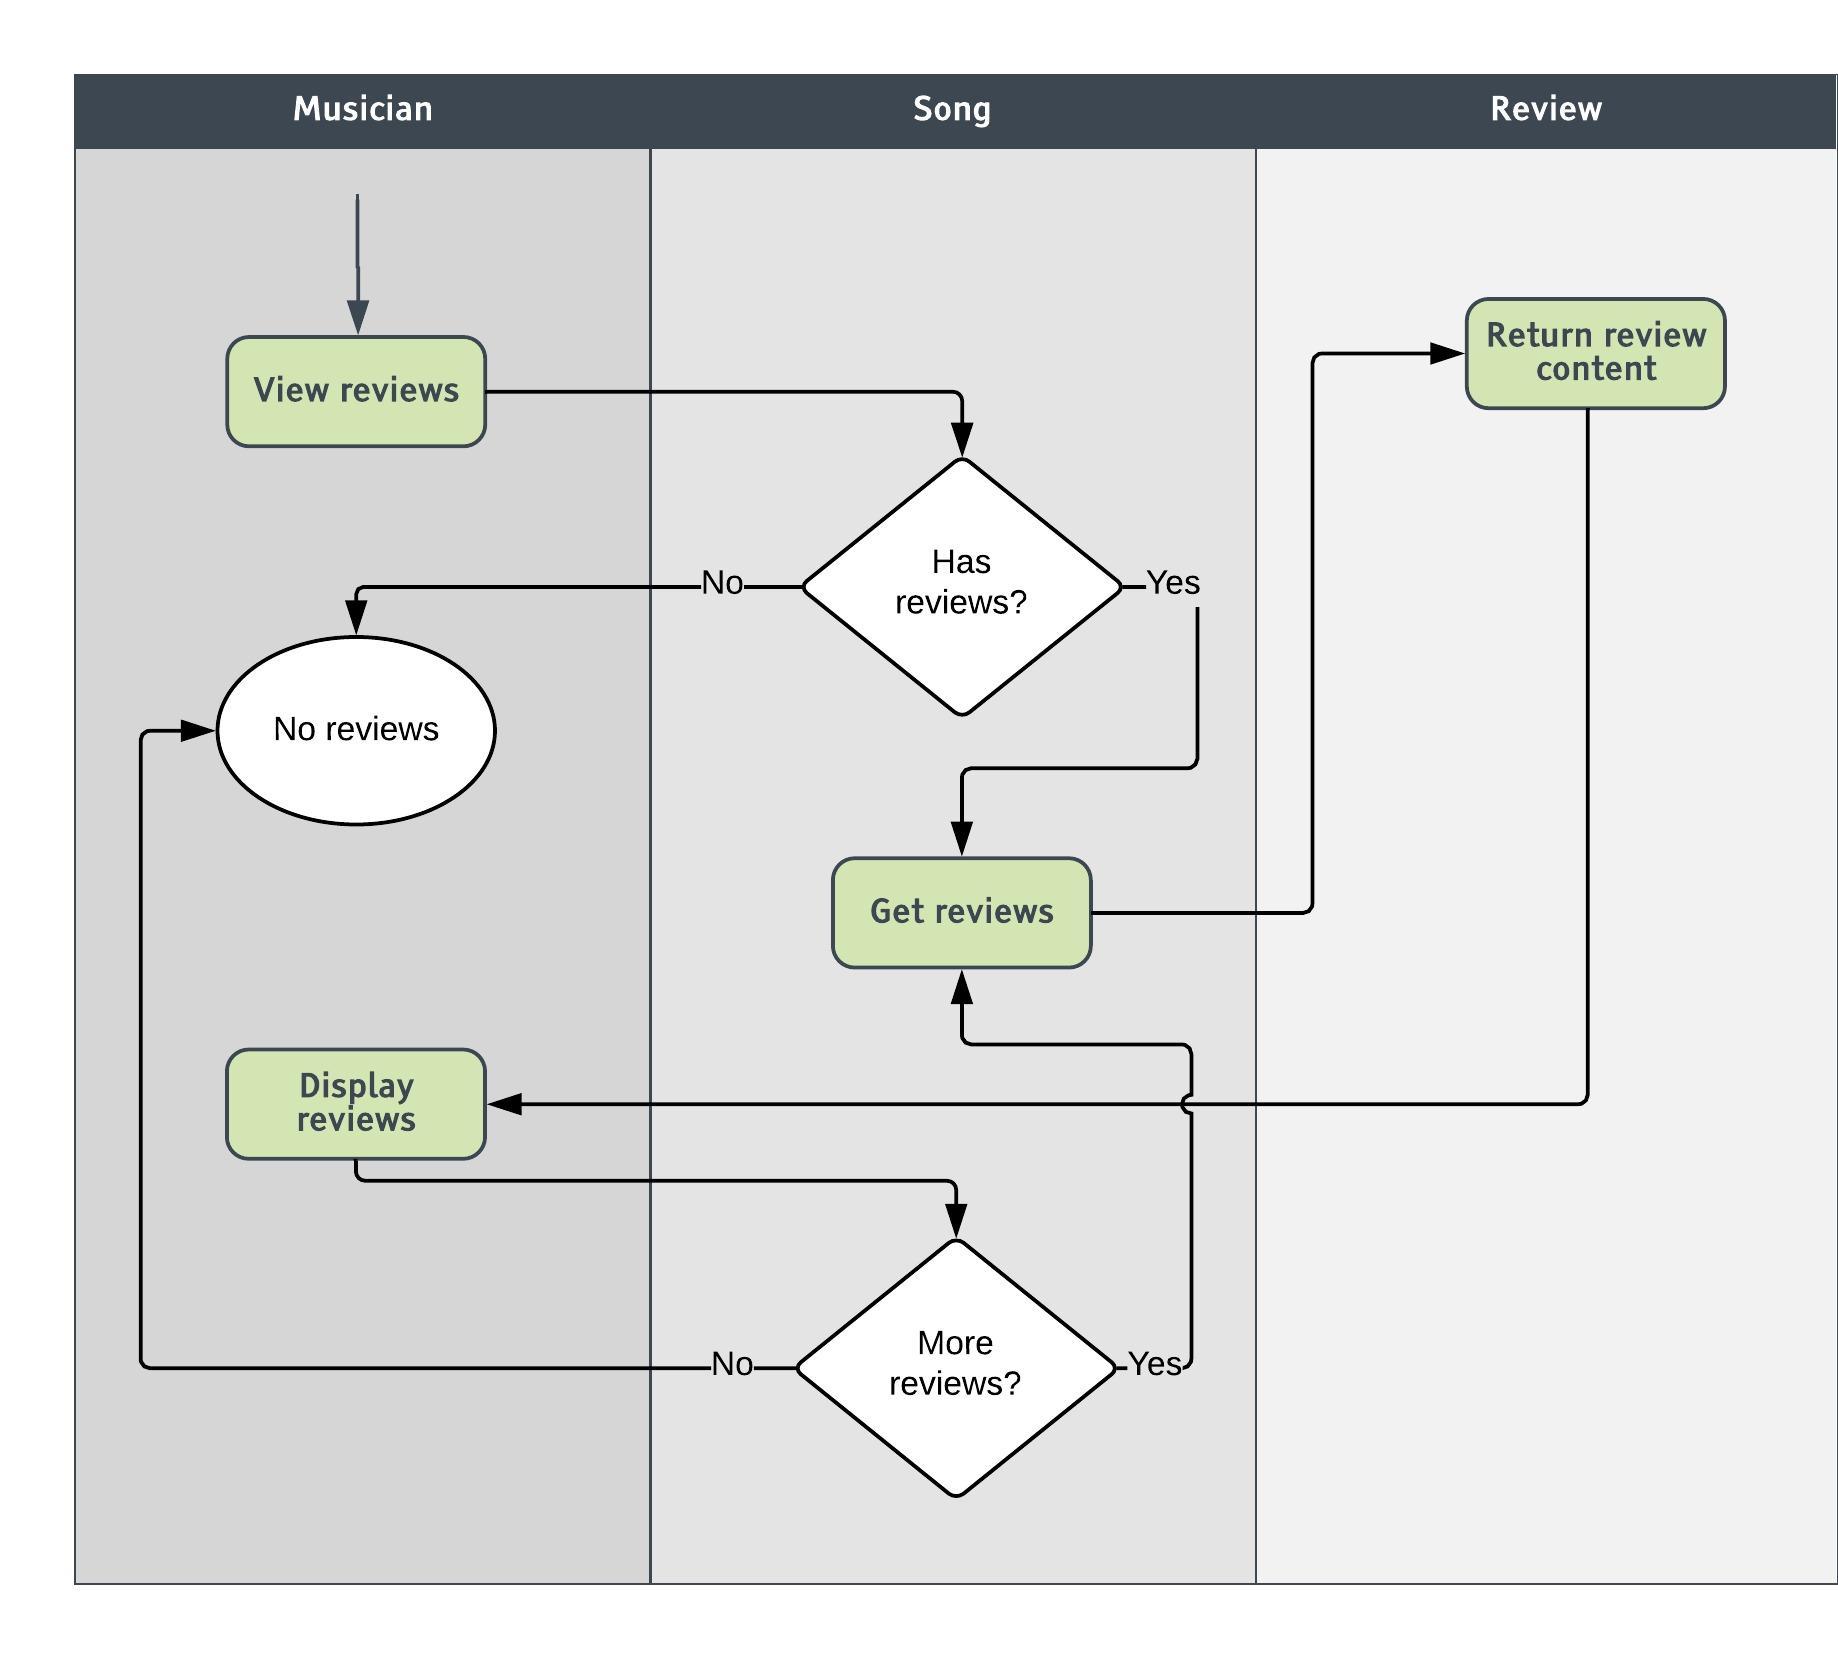 Musician
Song
Review
View reviews
Return review
content
Has
reviews?
No
Yes
No reviews
Get reviews
Display
reviews
More
reviews?
No
Yes